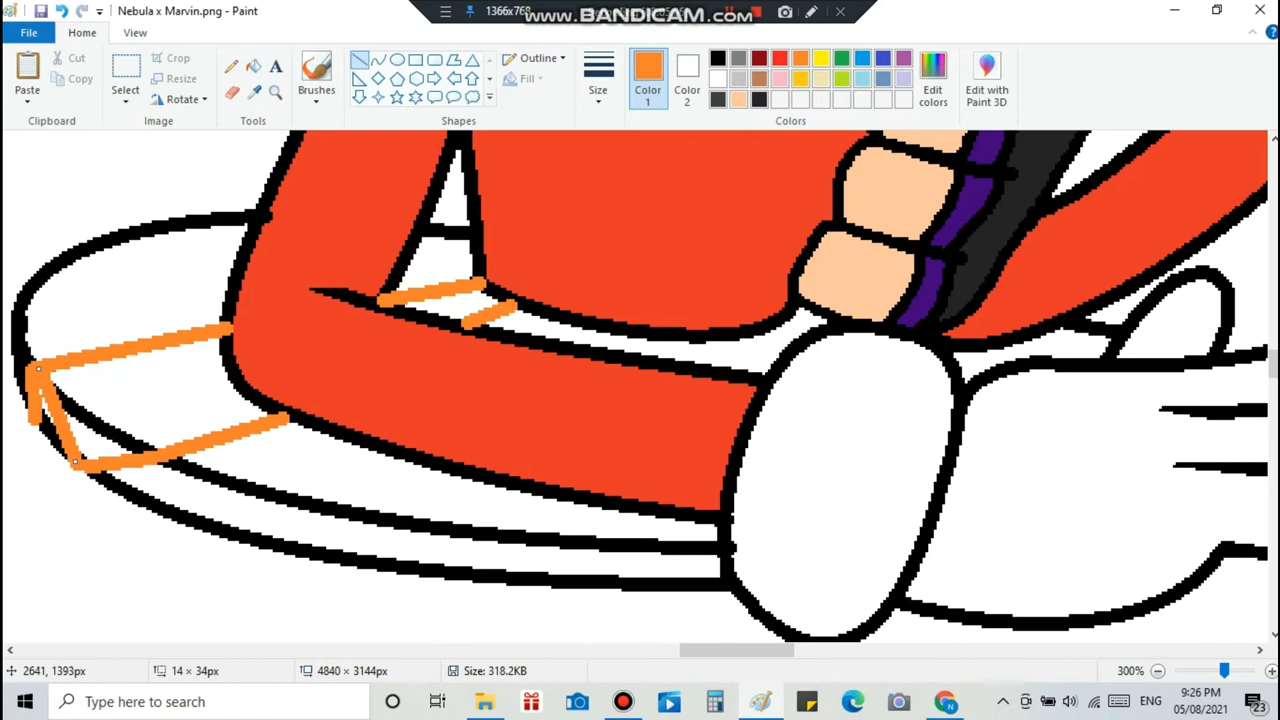 Nebula x Marvin.png - Paint
1366x768
www.BANDICAM.com
File
Home
View
Paste
Cut
Copy
Clipboard
Select
Crop
Resize
Rotate
Image
A
Tools
Brushes
Outline
Fill
Shapes
Size
Color 1
Color 2
Edit colors
Colors
Edit with Paint 3D
2641, 1393px
14 × 34px
4840 × 3144px
Size: 318.2KB
300%
Type here to search
ENG
9:26 PM
05/08/2021
23